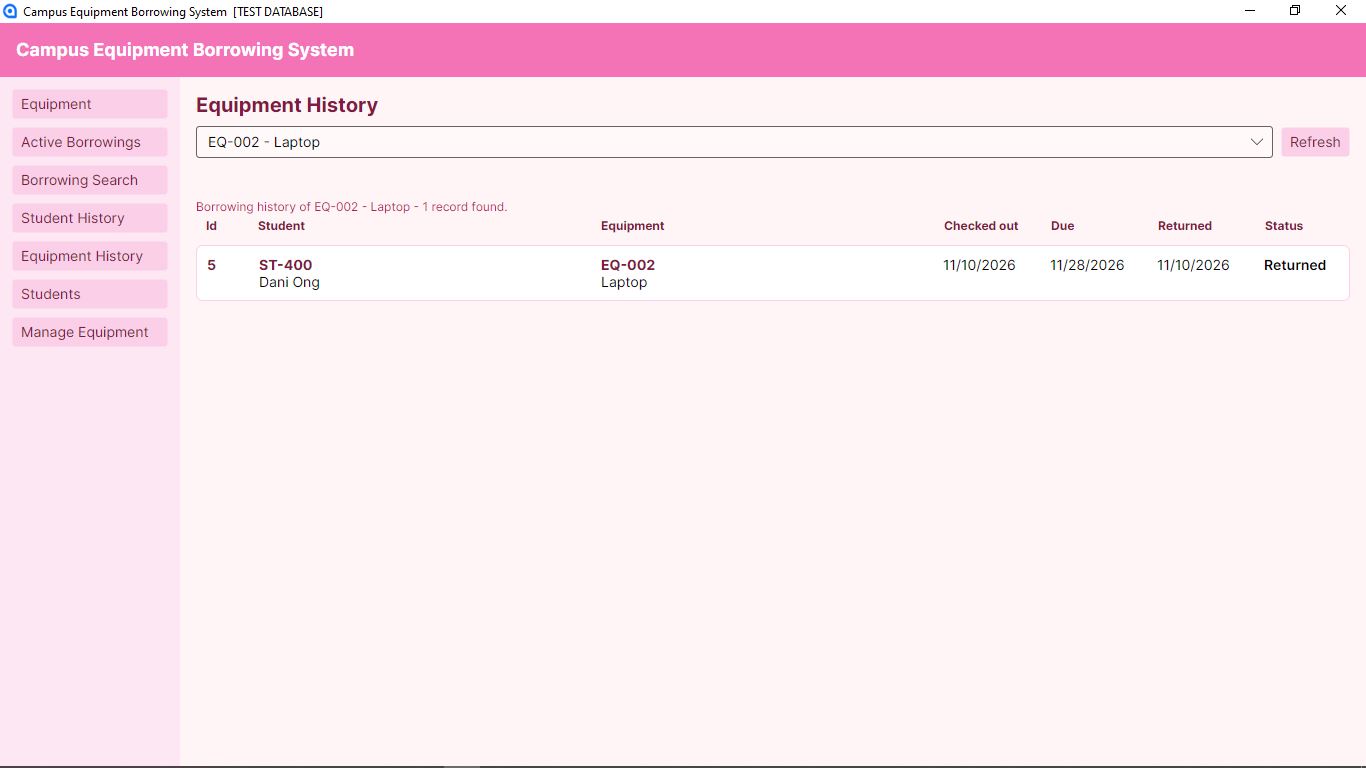 Campus Equipment Borrowing System [TEST DATABASE]
Campus Equipment Borrowing System
Equipment
Active Borrowings
Borrowing Search
Student History
Equipment History
Students
Manage Equipment
Equipment History
EQ-002 - Laptop
Refresh
Borrowing history of EQ-002 - Laptop - 1 record found.
Id Student Equipment Checked out Due Returned Status
5 ST-400 EQ-002 11/10/2026 11/28/2026 11/10/2026 Returned
Dani Ong Laptop